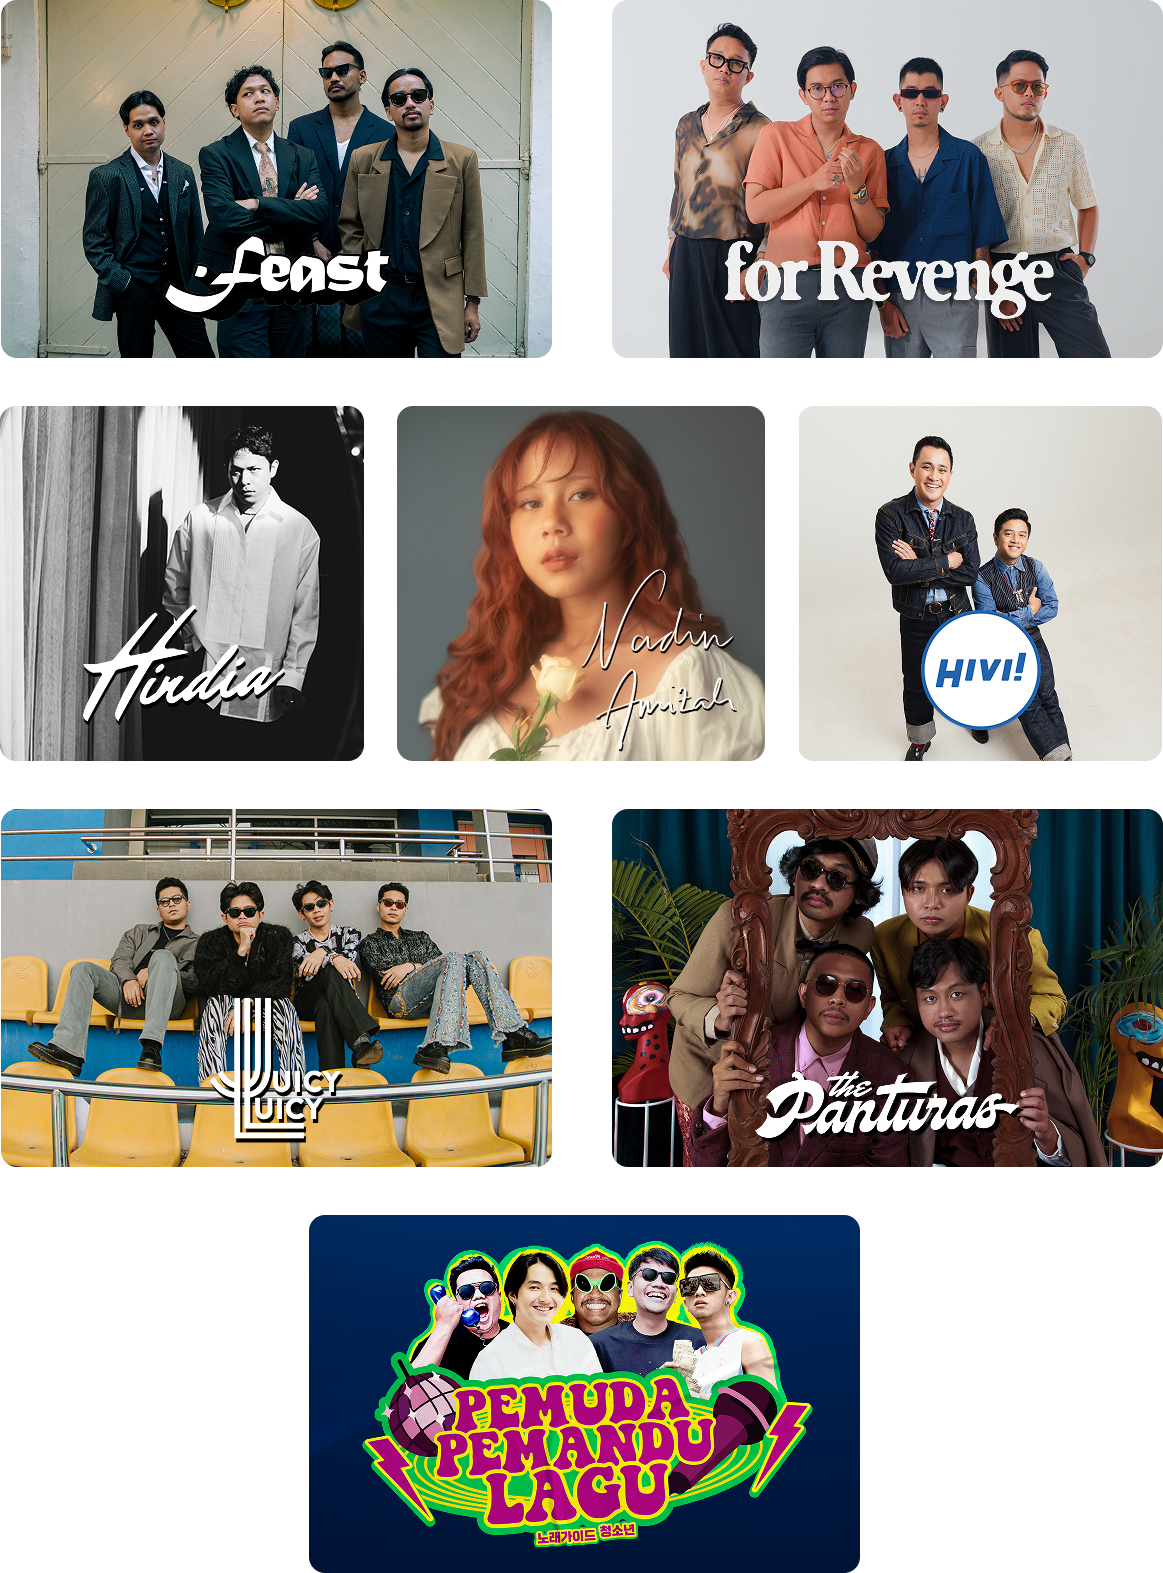 .feast
for Revenge
Hindia
Nadin
Amizah
HIVI!
JUICY
LUICY
the
Panturas
PEMUDA
PEMANDU
LAGU
노래가이드 청소년